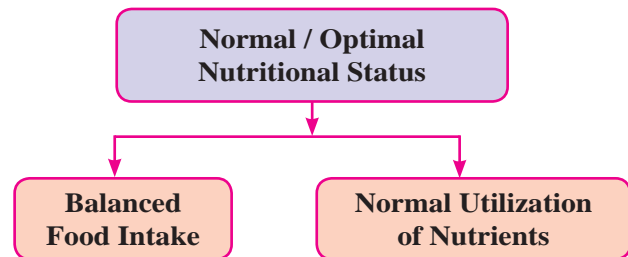 Normal / Optimal
Nutritional Status
Balanced
Food Intake
Normal Utilization
of Nutrients